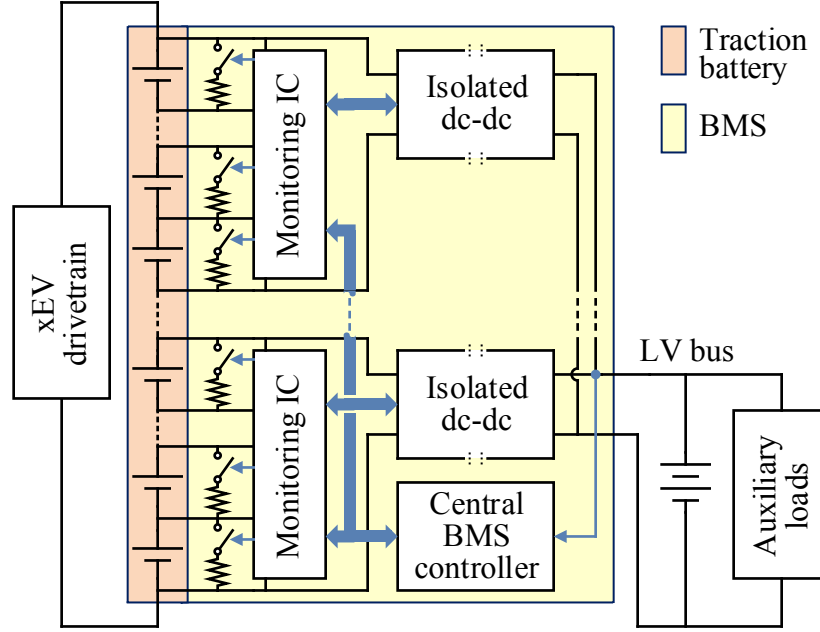 Traction
battery
BMS
Isolated
dc-dc
Monitoring IC
xEV
drivetrain
LV bus
Isolated
dc-dc
Monitoring IC
Central
BMS
controller
Auxiliary
loads